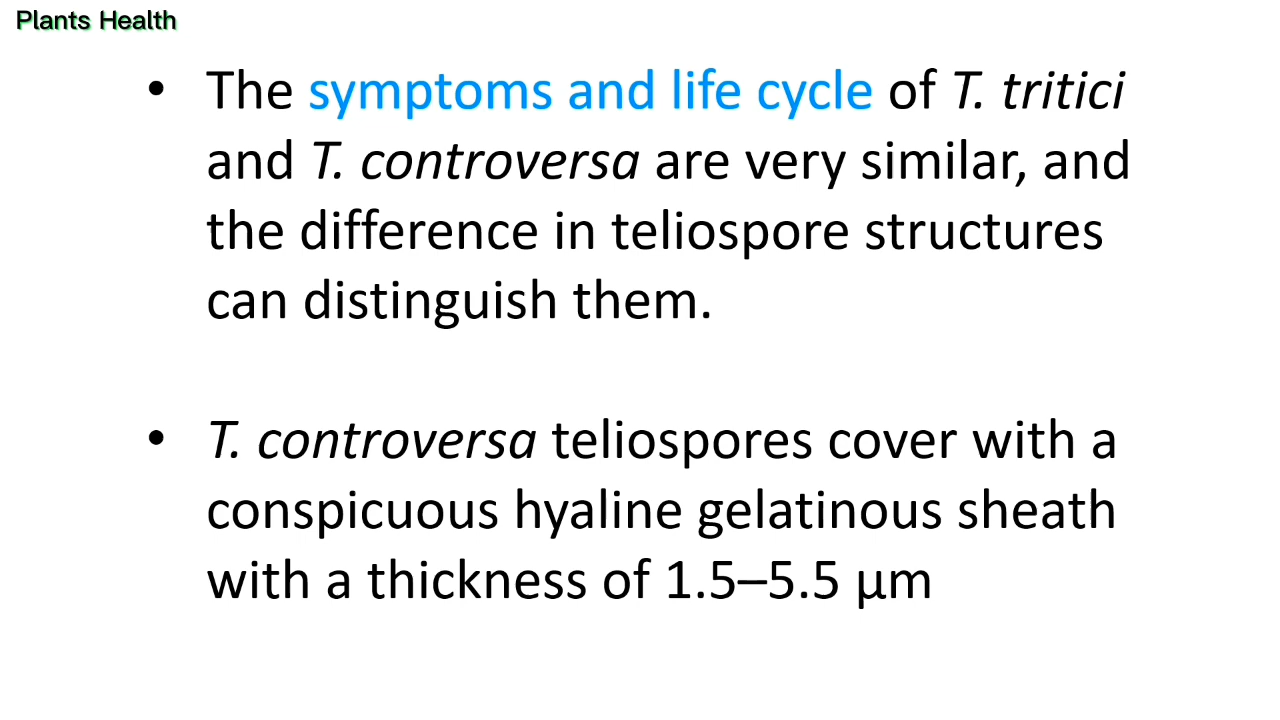 Plants Health
• The symptoms and life cycle of T. tritici
and T. controversa are very similar, and
the difference in teliospore structures
can distinguish them.
• T. controversa teliospores cover with a
conspicuous hyaline gelatinous sheath
with a thickness of 1.5–5.5 µm